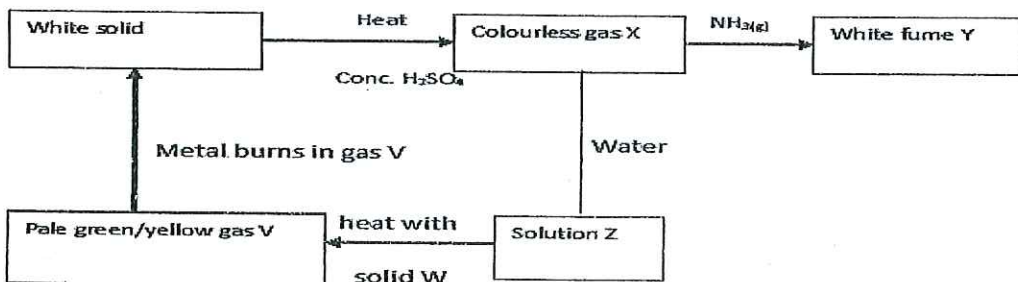 White solid
Heat
Conc. H₂SO₄
Colourless gas X
NH₃(g)
White fume Y
Metal burns in gas V
Water
Pale green/yellow gas V
heat with
solid W
Solution Z